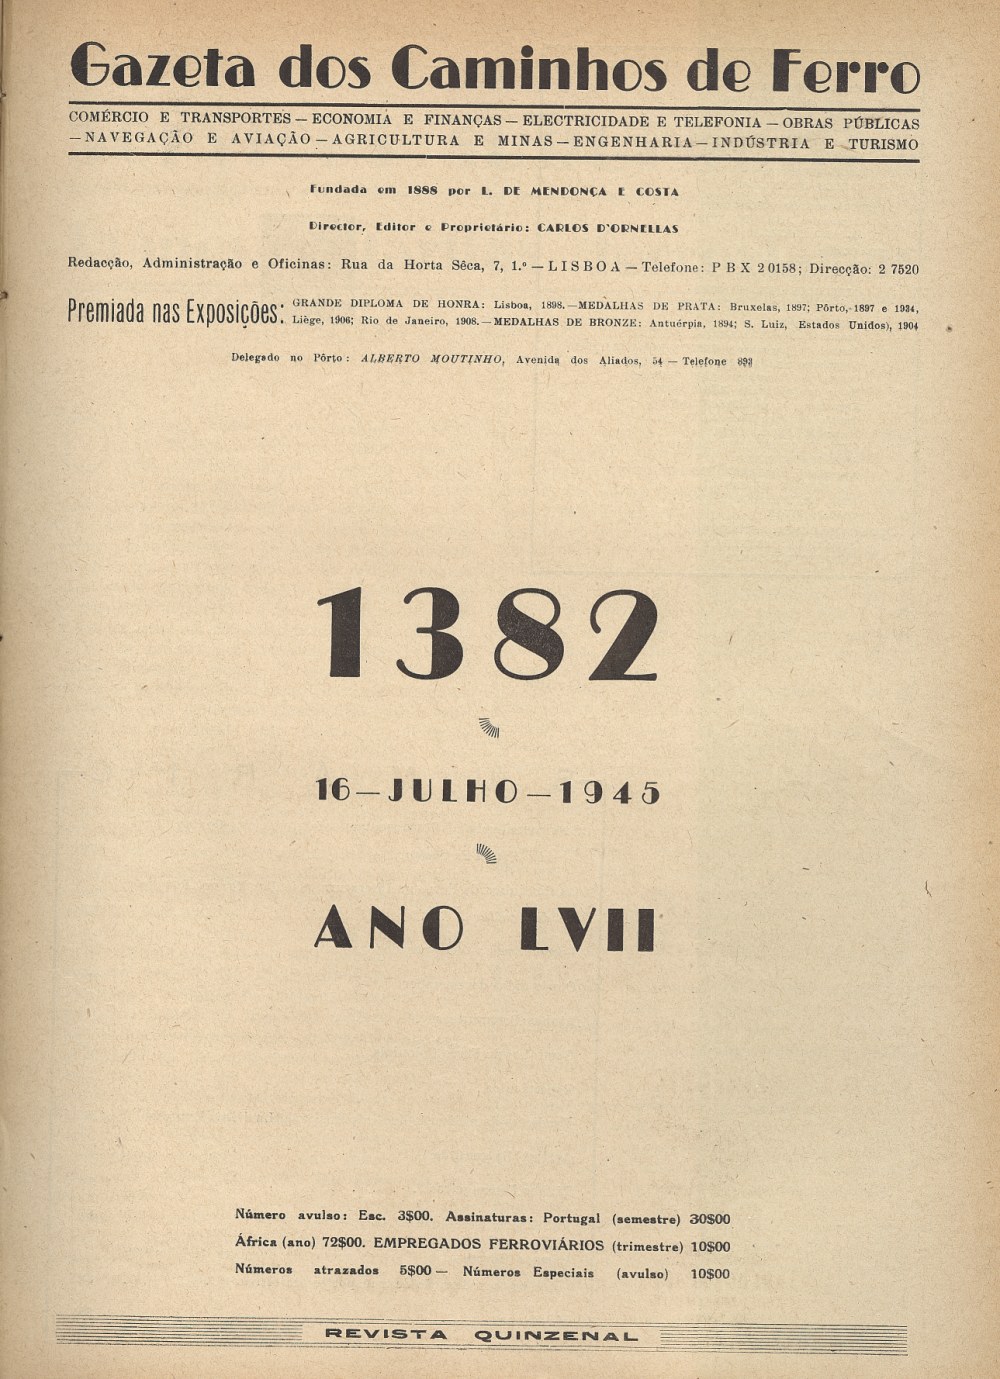 Gazeta dos Caminhos de Ferro
COMÉRCIO E TRANSPORTES — ECONOMIA E FINANÇAS — ELECTRICIDADE E TELEFONIA — OBRAS PÚBLICAS
— NAVEGAÇÃO E AVIAÇÃO — AGRICULTURA E MINAS — ENGENHARIA — INDÚSTRIA E TURISMO
Fundada em 1888 por L. DE MENDONÇA E COSTA
Director, Editor e Proprietário: CARLOS D'ORNELLAS
Redacção, Administração e Oficinas: Rua da Horta Sêca, 7, 1.º — LISBOA — Telefone: P B X 20158; Direcção: 2 7520
Premiada nas Exposições: GRANDE DIPLOMA DE HONRA: Lisboa, 1898. — MEDALHAS DE PRATA: Bruxelas, 1897; Pôrto, 1897 e 1934,
Liège, 1906; Rio de Janeiro, 1908. — MEDALHAS DE BRONZE: Antuérpia, 1894; S. Luiz, Estados Unidos), 1904
Delegado no Pôrto: ALBERTO MOUTINHO, Avenida dos Aliados, 54 — Telefone 893
1382
16 — JULHO — 1945
ANO LVII
Número avulso: Esc. 3$00. Assinaturas: Portugal (semestre) 30$00
África (ano) 72$00. EMPREGADOS FERROVIÁRIOS (trimestre) 10$00
Números atrazados 5$00 — Números Especiais (avulso) 10$00
REVISTA QUINZENAL